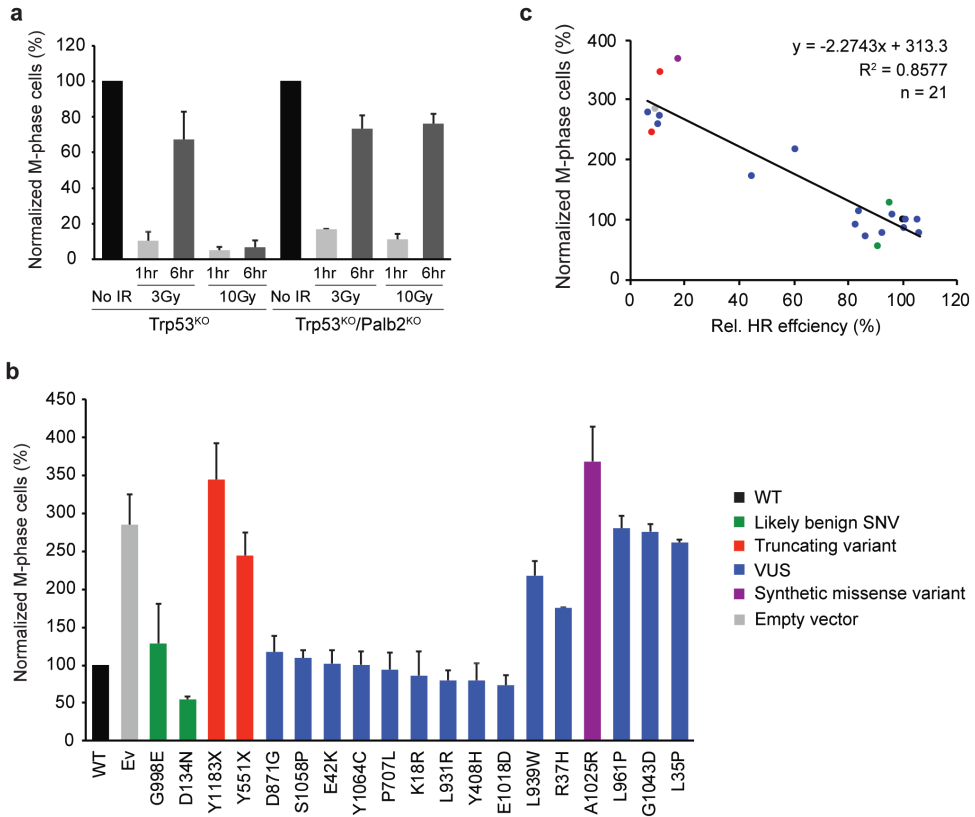 a
Normalized M-phase cells (%)
120
100
80
60
40
20
0
1hr 6hr 1hr 6hr 1hr 6hr 1hr 6hr
No IR 3Gy 10Gy No IR 3Gy 10Gy
Trp53KO Trp53KO/Palb2KO
c
Normalized M-phase cells (%)
400
300
200
100
0
0 20 40 60 80 100 120
Rel. HR effciency (%)
y = -2.2743x + 313.3
R2 = 0.8577
n = 21
b
Normalized M-phase cells (%)
450
400
350
300
250
200
150
100
50
0
WT
Ev
G998E
D134N
Y1183X
Y551X
D871G
S1058P
E42K
Y1064C
P707L
K18R
L931R
Y408H
E1018D
L939W
R37H
A1025R
L961P
G1043D
L35P
WT
Likely benign SNV
Truncating variant
VUS
Synthetic missense variant
Empty vector